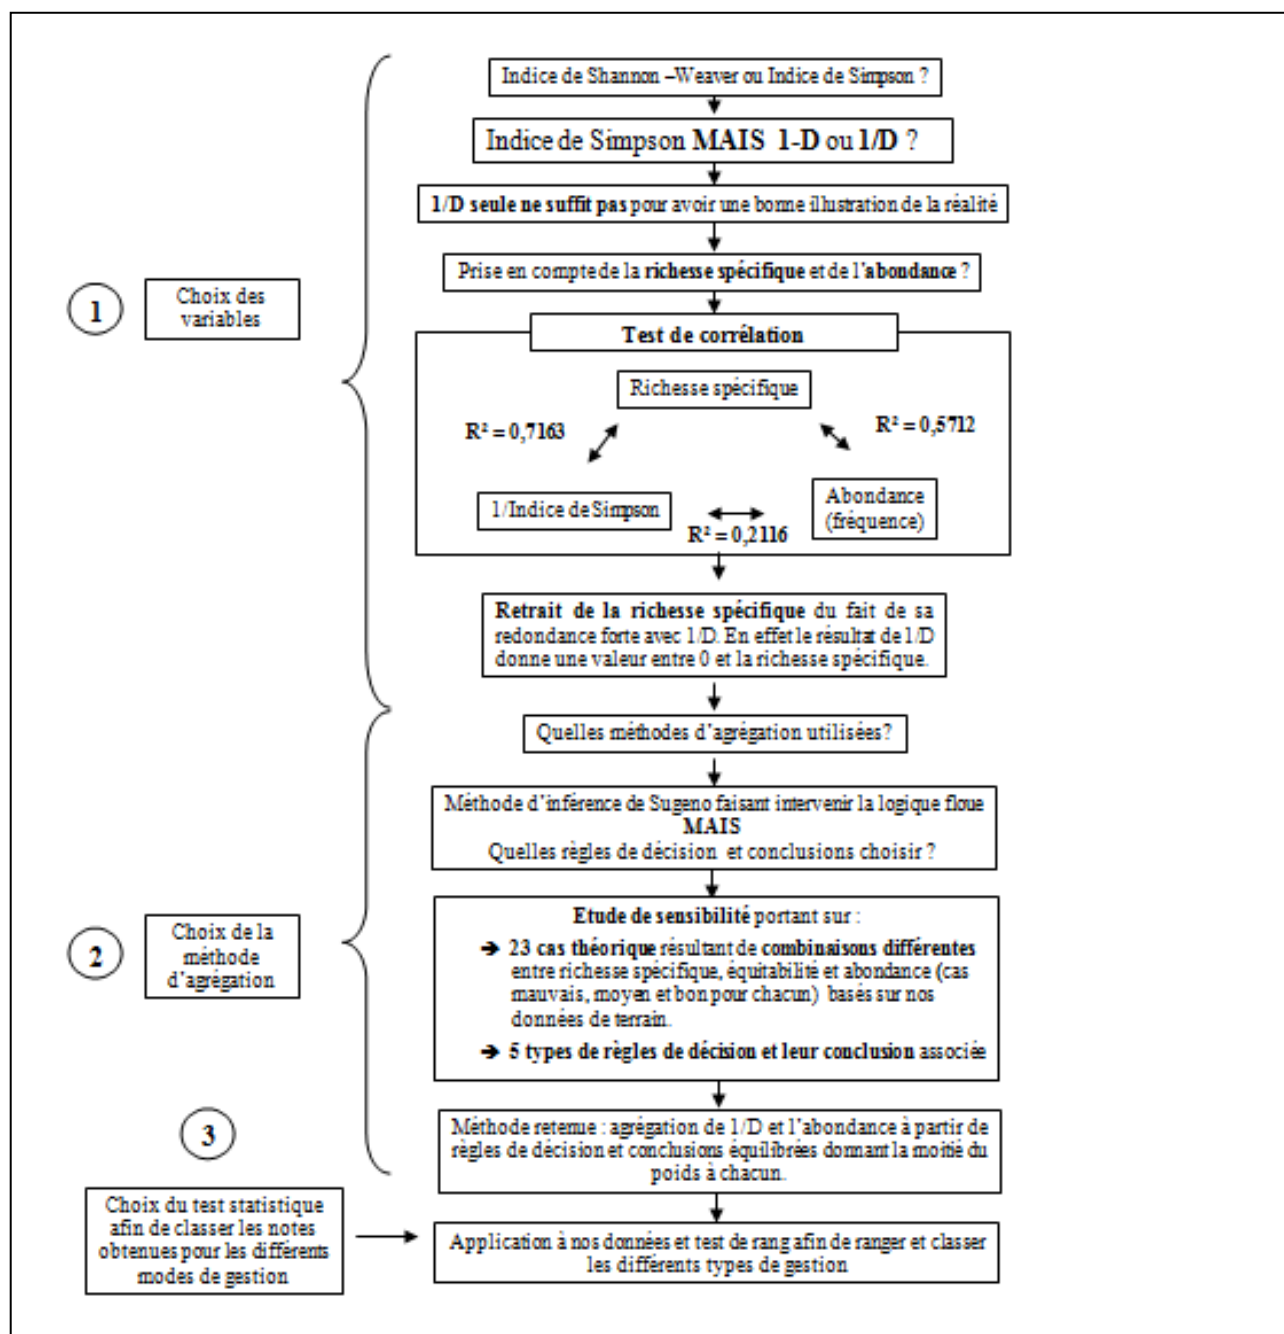 Indice de Shannon –Weaver ou Indice de Simpson ?
Indice de Simpson MAIS 1-D ou 1/D ?
1/D seule ne suffit pas pour avoir une bonne illustration de la réalité
Prise en compte de la richesse spécifique et de l'abondance ?
1
Choix des
variables
Test de corrélation
Richesse spécifique
R² = 0,7163
R² = 0,5712
1/Indice de Simpson
Abondance
(fréquence)
R² = 0,2116
Retrait de la richesse spécifique du fait de sa
redondance forte avec 1/D. En effet le résultat de 1/D
donne une valeur entre 0 et la richesse spécifique.
Quelles méthodes d'agrégation utilisées?
Méthode d'inférence de Sugeno faisant intervenir la logique floue
MAIS
Quelles règles de décision et conclusions choisir ?
2
Choix de la
méthode
d'agrégation
Etude de sensibilité portant sur :
➔ 23 cas théorique résultant de combinaisons différentes
entre richesse spécifique, équitabilité et abondance (cas
mauvais, moyen et bon pour chacun) basés sur nos
données de terrain.
➔ 5 types de règles de décision et leur conclusion associée
Méthode retenue : agrégation de 1/D et l'abondance à partir de
règles de décision et conclusions équilibrées donnant la moitié du
poids à chacun.
3
Choix du test statistique
afin de classer les notes
obtenues pour les différents
modes de gestion
Application à nos données et test de rang afin de ranger et classer
les différents types de gestion